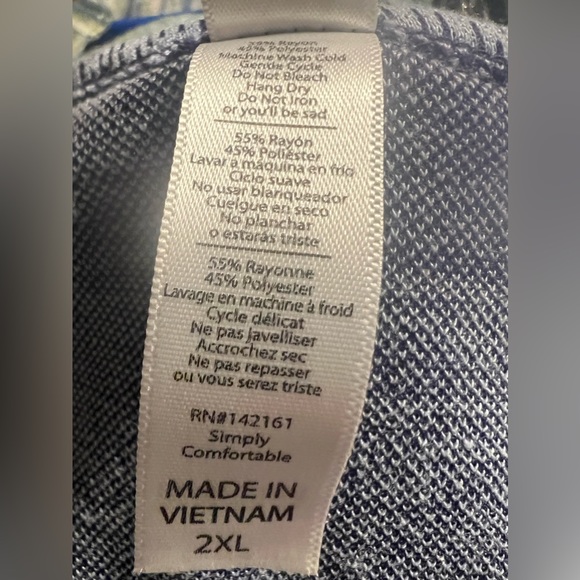 55% Rayon
45% Polyester
Machine Wash Cold
Gentle Cycle
Do Not Bleach
Hang Dry
Do Not Iron
or you'll be sad
55% Rayon
45% Poliéster
Lavar a máquina en frio
Ciclo suave
No usar blanqueador
Cuelgue en seco
No planchar
o estarás triste
55% Rayonne
45% Polyester
Lavage en machine à froid
Cycle délicat
Ne pas javelliser
Accrochez sec
Ne pas repasser
ou vous serez triste
RN#142161
Simply
Comfortable
MADE IN
VIETNAM
2XL